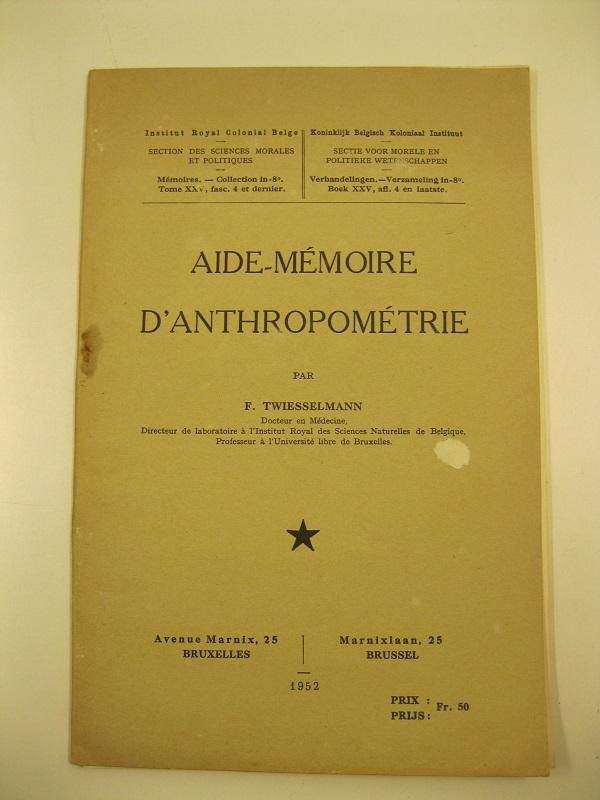 Institut Royal Colonial Belge
SECTION DES SCIENCES MORALES
ET POLITIQUES
Mémoires. — Collection in-8º.
Tome XXV, fasc. 4 et dernier.
Koninklijk Belgisch Koloniaal Instituut
SECTIE VOOR MORELE EN
POLITIEKE WETENSCHAPPEN
Verhandelingen.—Verzameling in-8º.
Boek XXV, afl. 4 en laatste.
AIDE-MÉMOIRE
D'ANTHROPOMÉTRIE
PAR
F. TWIESSELMANN
Docteur en Médecine,
Directeur de laboratoire à l'Institut Royal des Sciences Naturelles de Belgique,
Professeur à l'Université libre de Bruxelles.
Avenue Marnix, 25
BRUXELLES
Marnixlaan, 25
BRUSSEL
1952
PRIX :
PRIJS :
Fr. 50